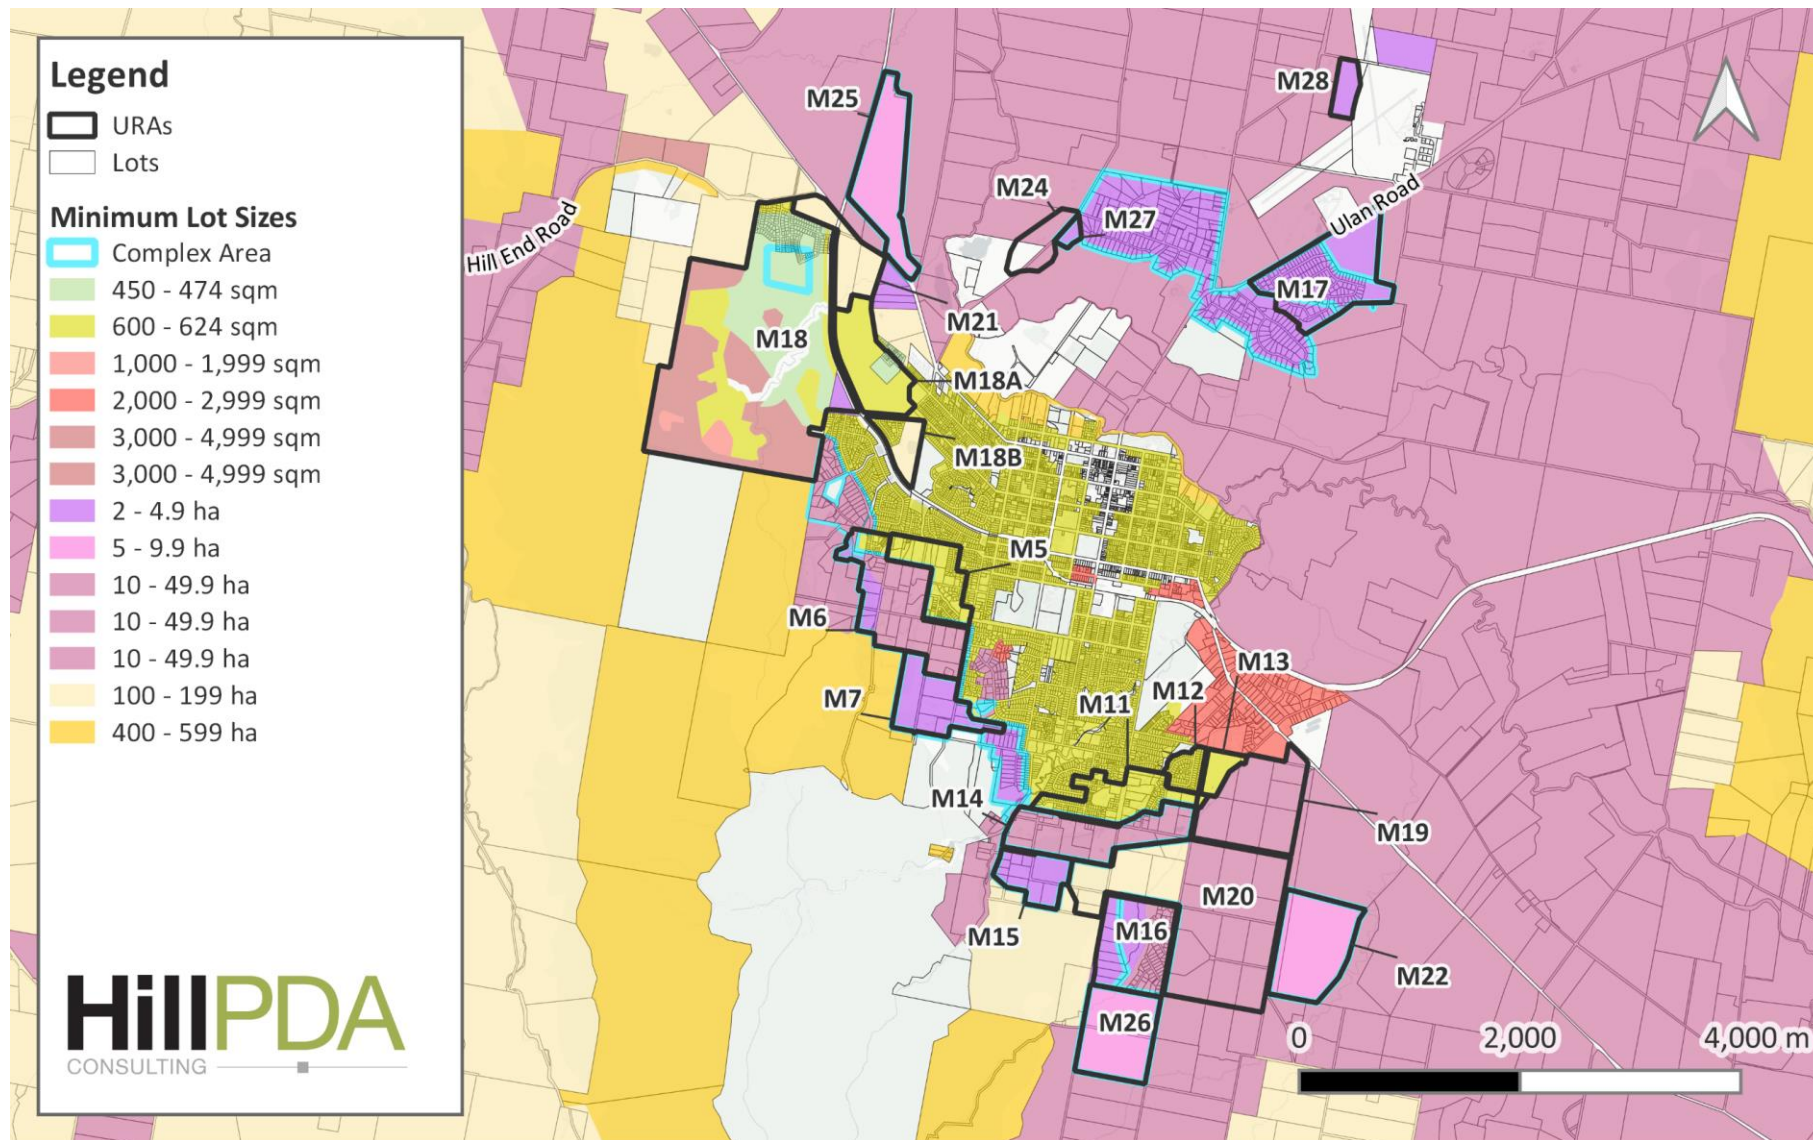 Legend
URAs
Lots
Minimum Lot Sizes
Complex Area
450 - 474 sqm
600 - 624 sqm
1,000 - 1,999 sqm
2,000 - 2,999 sqm
3,000 - 4,999 sqm
3,000 - 4,999 sqm
2 - 4.9 ha
5 - 9.9 ha
10 - 49.9 ha
10 - 49.9 ha
10 - 49.9 ha
100 - 199 ha
400 - 599 ha
HillPDA
CONSULTING
M25
M28
Hill End Road
M24
M27
Ulan Road
M17
M21
M18
M18A
M18B
M5
M6
M7
M13
M12
M11
M14
M19
M20
M15
M16
M22
M26
0 2,000 4,000 m